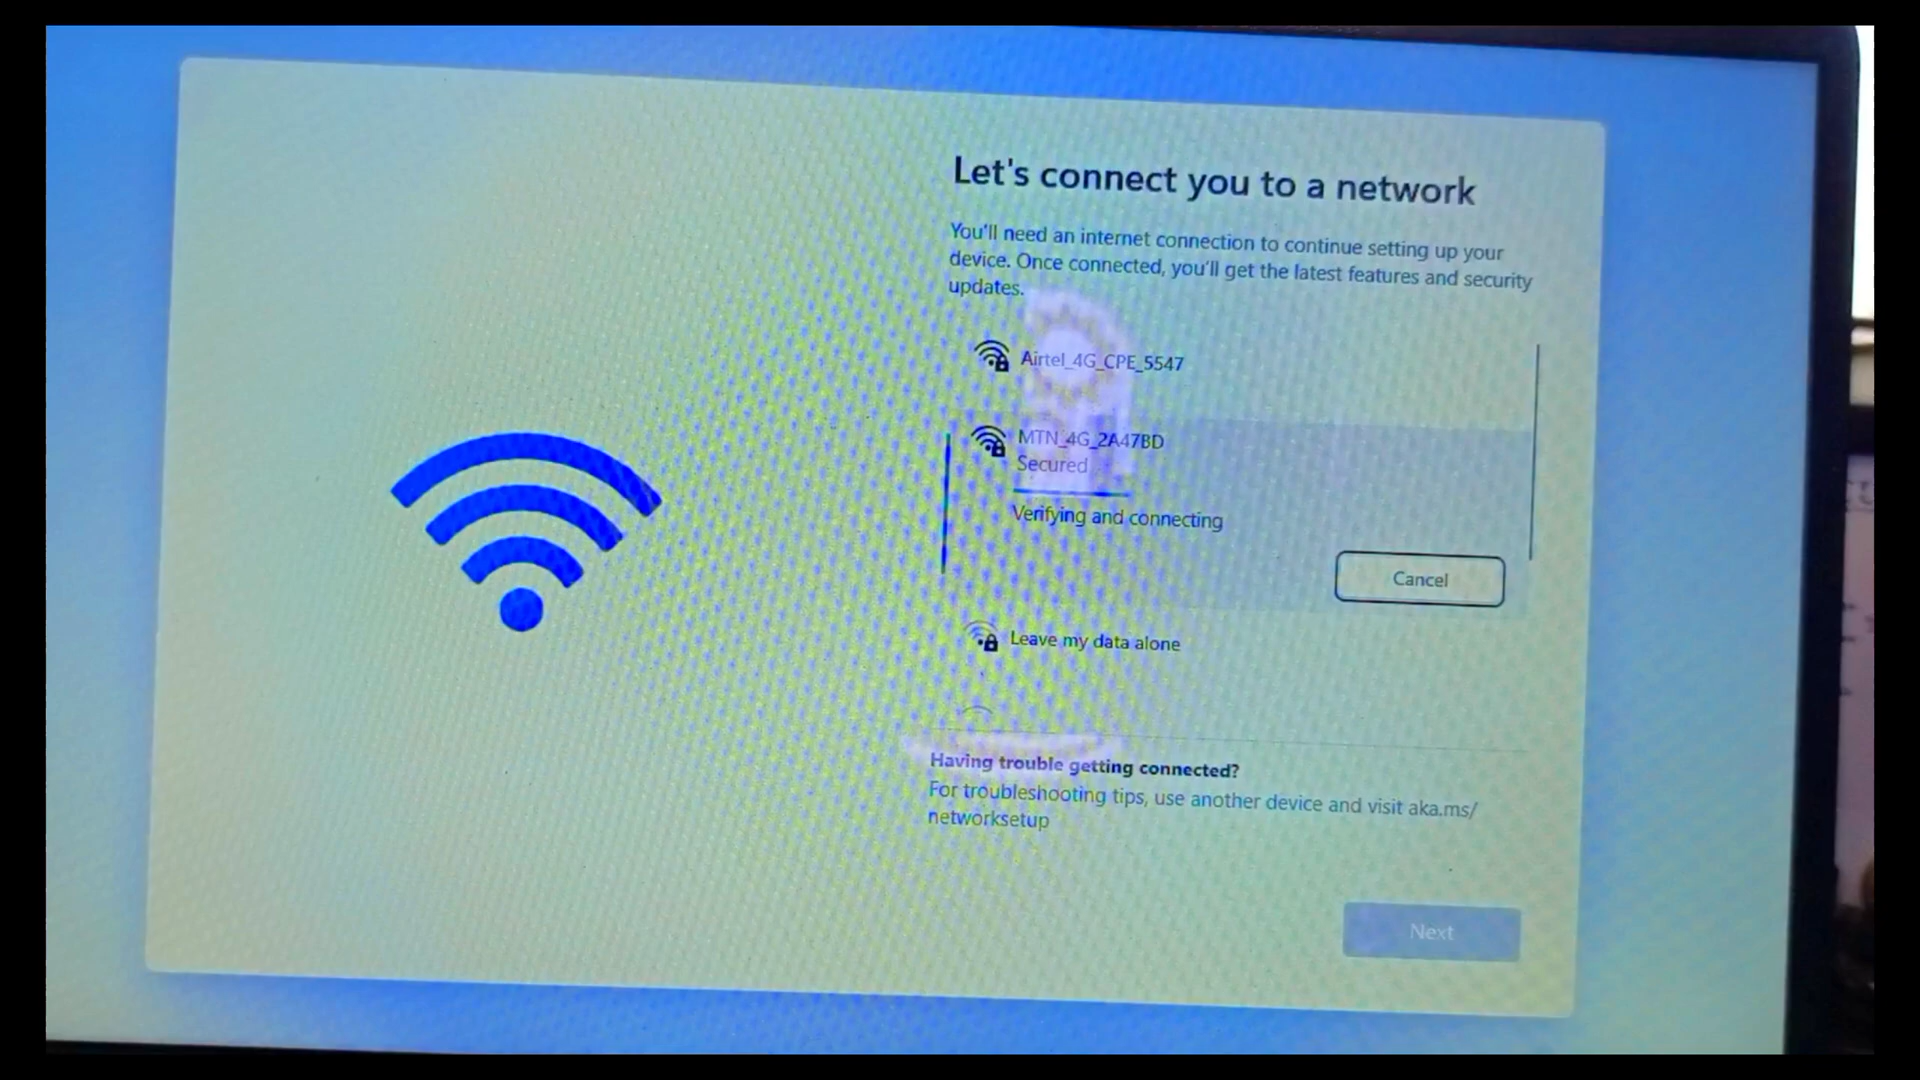 Let's connect you to a network
You'll need an internet connection to continue setting up your
device. Once connected, you'll get the latest features and security
updates.
Airtel_4G_CPE_5547
MTN_4G_2A47BD
Secured
Verifying and connecting
Cancel
Leave my data alone
Having trouble getting connected?
For troubleshooting tips, use another device and visit aka.ms/
networksetup
Next